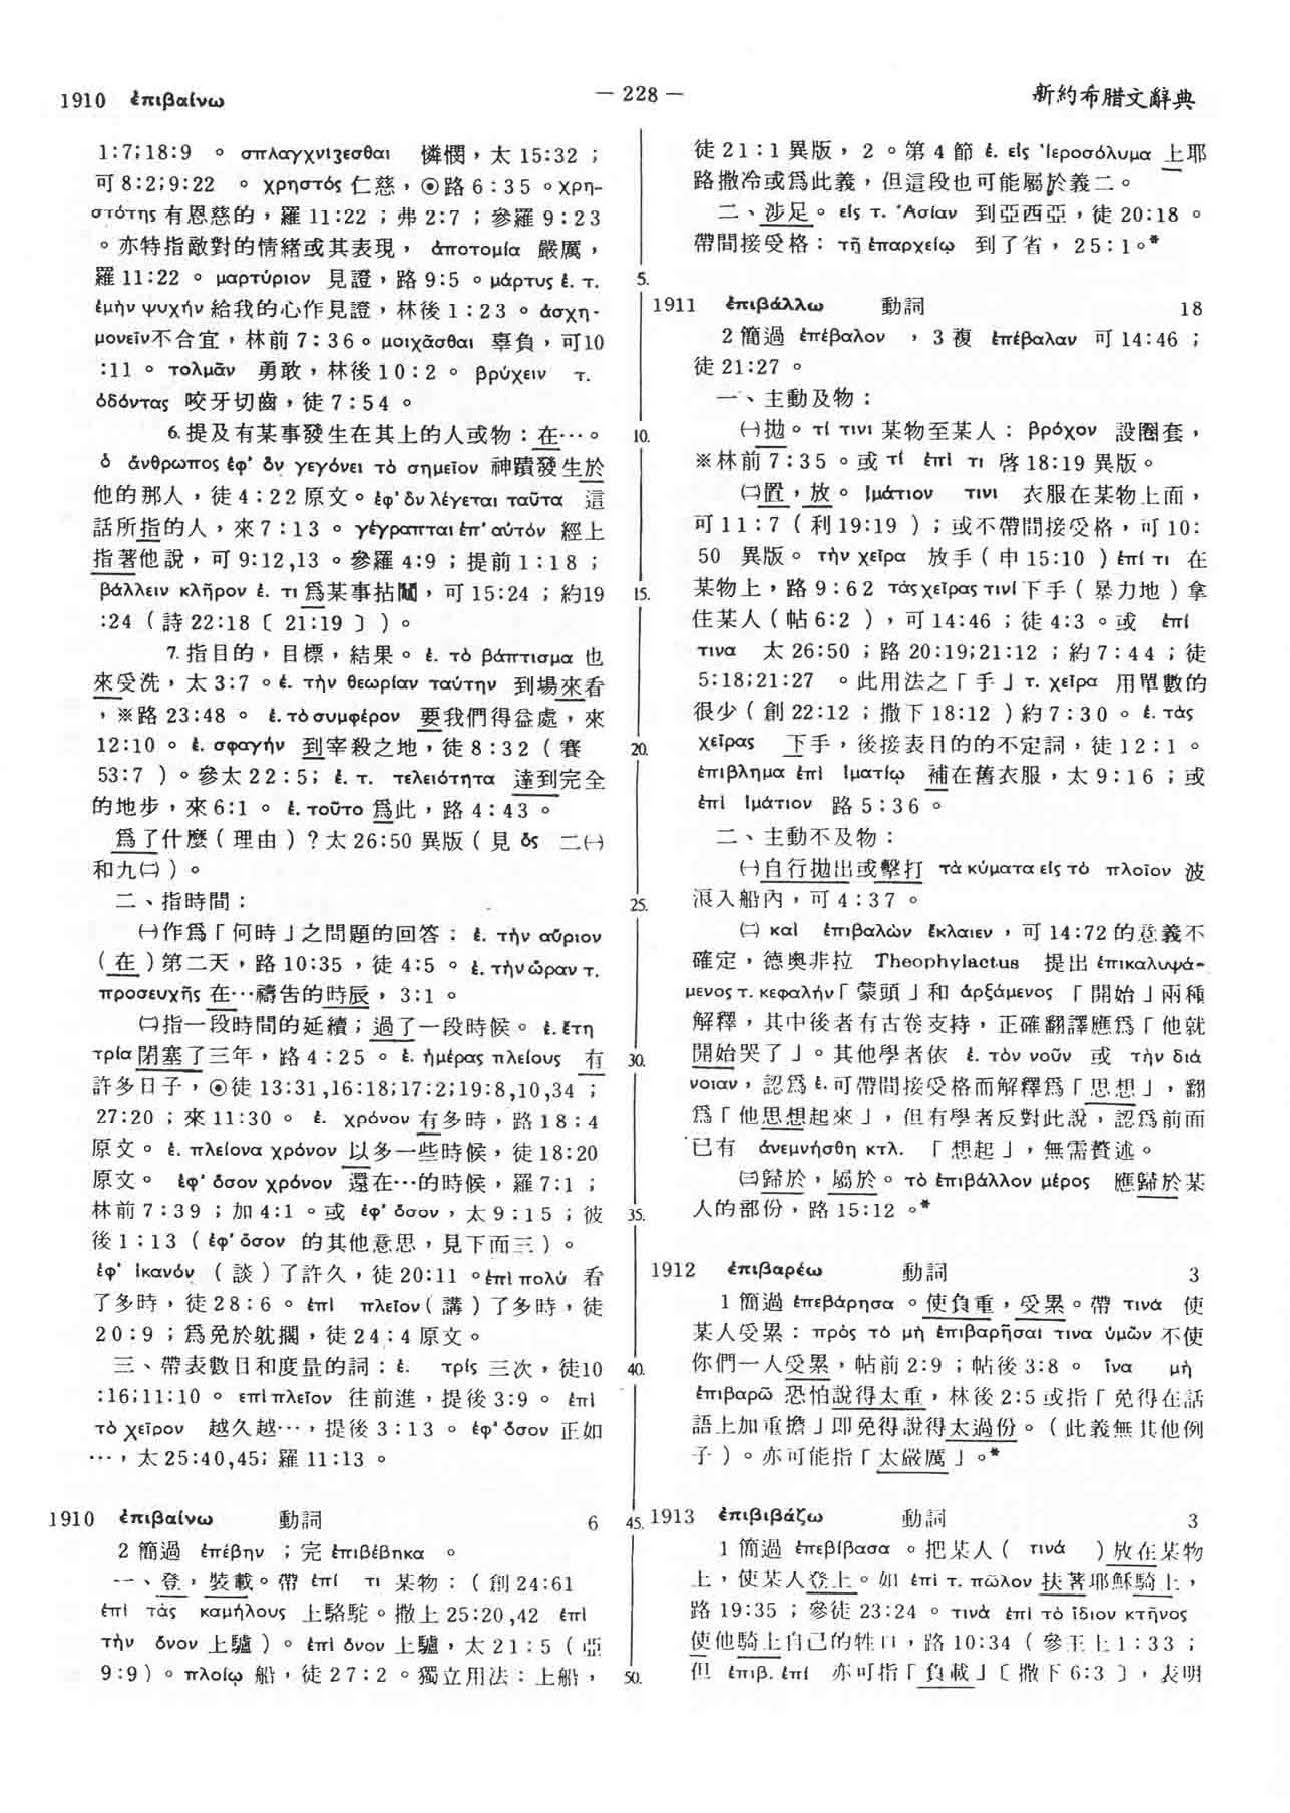 1910 ἐπιβαίνω
— 228 —
新約希腊文辭典
1:7;18:9 。 σπλαγχνίζεσθαι 憐憫，太 15:32 ；
可 8:2;9:22 。 χρηστός 仁慈，◉路 6:35 。χρη-
στότης 有恩慈的，羅 11:22 ；弗 2:7 ；參羅 9:23
。亦特指敵對的情緒或其表現， ἀποτομία 嚴厲，
羅 11:22 。 μαρτύριον 見證，路 9:5 。μάρτυς ἐ. τ.
ἐμὴν ψυχήν 給我的心作見證，林後 1:23 。 ἀσχη-
μονεῖν不合宜，林前 7:36。 μοιχᾶσθαι 辜負，可10
:11 。 τολμᾶν 勇敢，林後 10:2 。 βρύχειν τ.
ὀδόντας 咬牙切齒，徒 7:54 。
6. 提及有某事發生在其上的人或物：在…。
ὁ ἄνθρωπος ἐφ' ὃν γεγόνει τὸ σημεῖον 神蹟發生於
他的那人，徒 4:22 原文。ἐφ' ὃν λέγεται ταῦτα 這
話所指的人，來 7:13 。 γέγραπται ἐπ' αὐτόν 經上
指著他說，可 9:12,13 。參羅 4:9 ；提前 1:18 ；
βάλλειν κλῆρον ἐ. τι 爲某事拈鬮，可 15:24 ；約19
:24 （詩 22:18 〔 21:19 〕）。
7. 指目的，目標，結果。ἐ. τὸ βάπτισμα 也
來受洗，太 3:7 。ἐ. τὴν θεωρίαν ταύτην 到場來看
，※路 23:48 。 ἐ. τὸ συμφέρον 要我們得益處，來
12:10 。 ἐ. σφαγήν 到宰殺之地，徒 8:32 （賽
53:7 ）。參太 22:5; ἐ. τ. τελειότητα 達到完全
的地步，來 6:1 。 ἐ. τοῦτο 爲此，路 4:43 。
爲了什麼（理由）？太 26:50 異版（見 ὅς 二㈠
和九㈡）。
二、指時間：
㈠作爲「何時」之問題的回答： ἐ. τὴν αὔριον
（在）第二天，路 10:35 ，徒 4:5 。ἐ. τὴν ὥραν τ.
προσευχῆς 在…禱告的時辰， 3:1 。
㈡指一段時間的延續；過了一段時候。ἐ. ἔτη
τρία 閉塞了三年，路 4:25 。ἐ. ἡμέρας πλείους 有
許多日子，◉徒 13:31,16:18;17:2;19:8,10,34 ；
27:20 ；來 11:30 。 ἐ. χρόνον 有多時，路 18:4
原文。ἐ. πλείονα χρόνον 以多一些時候，徒 18:20
原文。 ἐφ' ὅσον χρόνον 還在…的時候，羅 7:1 ；
林前 7:39 ；加 4:1 。或 ἐφ' ὅσον，太 9:15 ；彼
後 1:13 （ ἐφ' ὅσον 的其他意思，見下面三）。
ἐφ' ἱκανόν （談）了許久，徒 20:11 。ἐπὶ πολύ 看
了多時，徒 28:6 。ἐπὶ πλεῖον（講）了多時，徒
20:9 ；爲免於躭擱，徒 24:4 原文。
三、帶表數目和度量的詞：ἐ. τρίς 三次，徒10
:16;11:10 。 ἐπὶ πλεῖον 往前進，提後 3:9 。 ἐπὶ
τὸ χεῖρον 越久越…，提後 3:13 。 ἐφ' ὅσον 正如
…，太 25:40,45; 羅 11:13 。
1910 ἐπιβαίνω 動詞 6
2 簡過 ἐπέβην ；完 ἐπιβέβηκα 。
一、登，裝載。帶 ἐπί τι 某物：（創 24:61
ἐπὶ τὰς καμήλους 上駱駝。撒上 25:20,42 ἐπὶ
τὴν ὄνον 上驢）。ἐπὶ ὄνον 上驢，太 21:5（亞
9:9）。πλοίῳ 船，徒 27:2 。獨立用法：上船，
5.
10.
15.
20.
25.
30.
35.
40.
45.
50.
徒 21:1 異版， 2 。第 4 節 ἐ. εἰς Ἱεροσόλυμα 上耶
路撒冷或爲此義，但這段也可能屬於義二。
二、涉足。 εἰς τ. Ἀσίαν 到亞西亞，徒 20:18 。
帶間接受格： τῇ ἐπαρχείῳ 到了省， 25:1。*
1911 ἐπιβάλλω 動詞 18
2 簡過 ἐπέβαλον ，3 複 ἐπέβαλαν 可 14:46 ；
徒 21:27 。
一、主動及物：
㈠拋。τί τινι 某物至某人： βρόχον 設圈套，
※林前 7:35 。或 τί ἐπί τι 啓 18:19 異版。
㈡置，放。 ἱμάτιον τινι 衣服在某物上面，
可 11:7 （利 19:19 ）；或不帶間接受格，可 10:
50 異版。τὴν χεῖρα 放手（申 15:10 ）ἐπί τι 在
某物上，路 9:62 τὰς χεῖρας τινί 下手（暴力地）拿
住某人（帖 6:2 ），可 14:46 ；徒 4:3 。或 ἐπί
τινα 太 26:50 ；路 20:19;21:12 ；約 7:44 ；徒
5:18;21:27 。此用法之「手」τ. χεῖρα 用單數的
很少（創 22:12 ；撒下 18:12 ）約 7:30 。ἐ. τὰς
χεῖρας 下手，後接表目的的不定詞，徒 12:1 。
ἐπιβλημα ἐπὶ ἱματίῳ 補在舊衣服，太 9:16 ；或
ἐπὶ ἱμάτιον 路 5:36 。
二、主動不及物：
㈠自行拋出或擊打 τὰ κύματα εἰς τὸ πλοῖον 波
浪入船內，可 4:37 。
㈡ καὶ ἐπιβαλὼν ἔκλαιεν，可 14:72 的意義不
確定，德奧非拉 Theophylactus 提出 ἐπικαλυψά-
μενος τ. κεφαλήν「蒙頭」和 ἀρξάμενος 「開始」兩種
解釋，其中後者有古卷支持，正確翻譯應爲「他就
開始哭了」。其他學者依 ἐ. τὸν νοῦν 或 τὴν διά
νοιαν，認爲 ἐ. 可帶間接受格而解釋爲「思想」，翻
爲「他思想起來」，但有學者反對此說，認爲前面
已有 ἀνεμνήσθη κτλ. 「想起」，無需贅述。
㈢歸於，屬於。τὸ ἐπιβάλλον μέρος 應歸於某
人的部份，路 15:12 。*
1912 ἐπιβαρέω 動詞 3
1 簡過 ἐπεβάρησα 。使負重，受累。帶 τινά 使
某人受累： πρὸς τὸ μὴ ἐπιβαρῆσαί τινα ὑμῶν 不使
你們一人受累，帖前 2:9 ；帖後 3:8 。 ἵνα μὴ
ἐπιβαρῶ 恐怕說得太重，林後 2:5 或指「免得在話
語上加重擔」即免得說得太過份。（此義無其他例
子）。亦可能指「太嚴厲」。*
1913 ἐπιβιβάζω 動詞 3
1 簡過 ἐπεβίβασα 。把某人（ τινά ）放在某物
上，使某人登上。如 ἐπὶ τ. πῶλον 扶著耶穌騎上，
路 19:35 ；參徒 23:24 。 τινὰ ἐπὶ τὸ ἴδιον κτῆνος
使他騎上自己的牲口，路 10:34 （參王上 1:33 ；
但 ἐπιβ. ἐπί 亦可指「負載」〔撒下 6:3 〕，表明